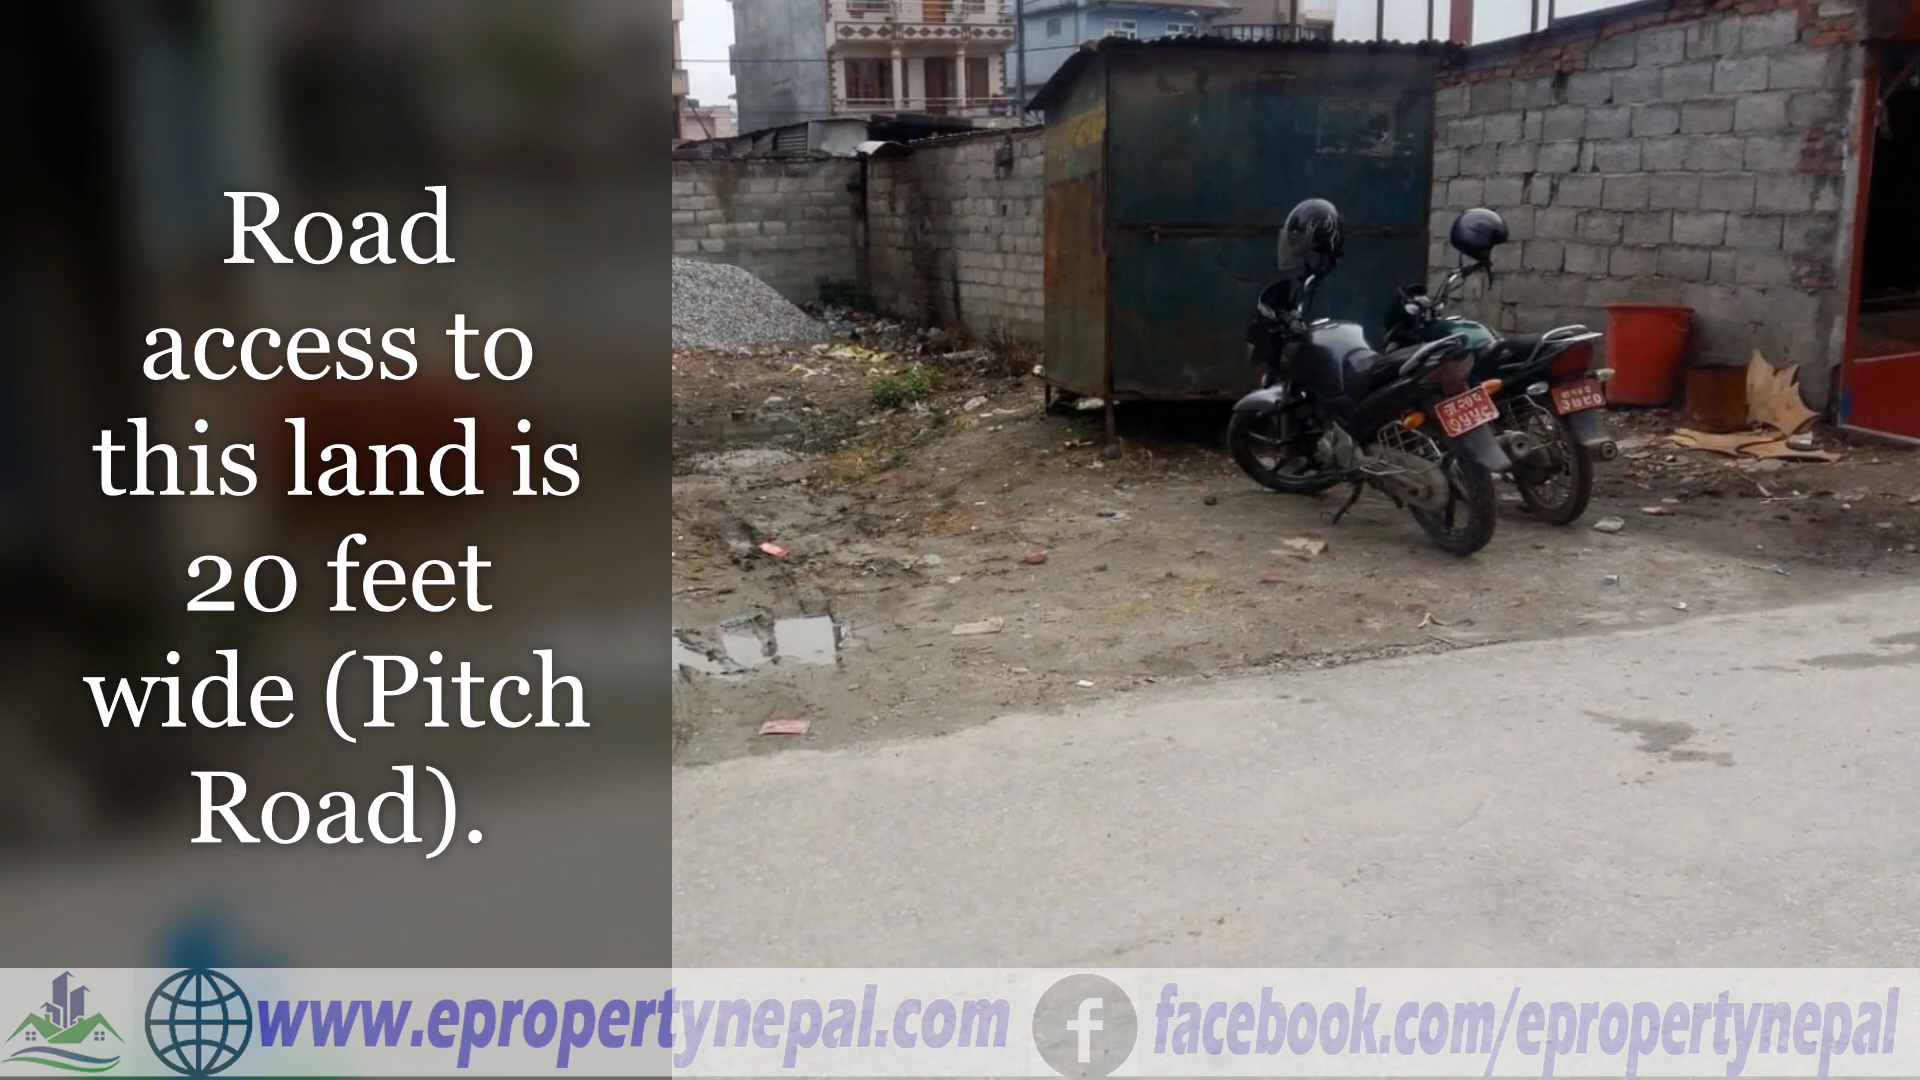 Road
access to
this land is
20 feet
wide (Pitch
Road).
www.epropertynepal.com
facebook.com/epropertynepal